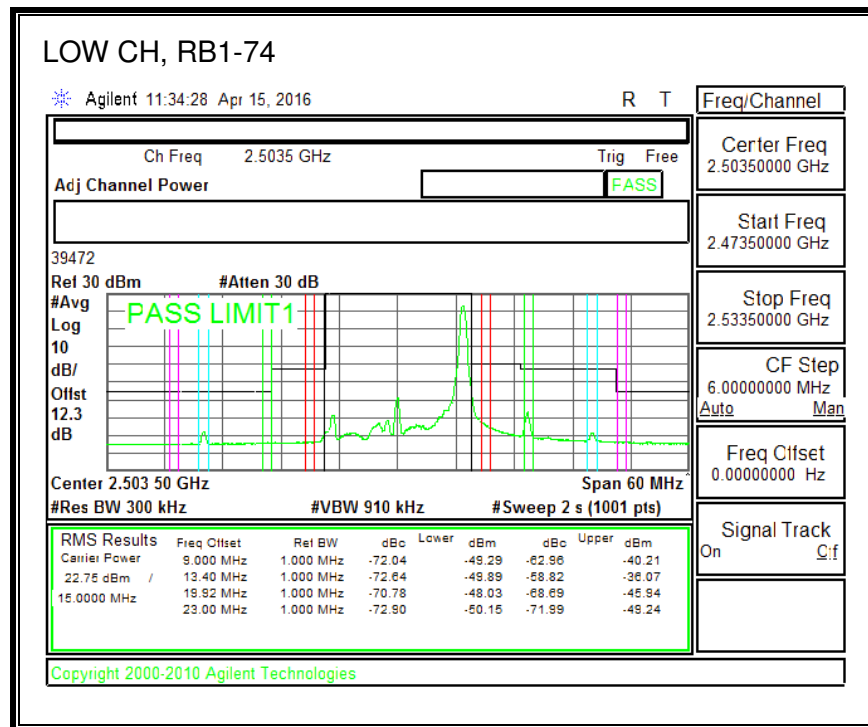 LOW CH, RB1-74
Agilent 11:34:28 Apr 15, 2016 R T
Freq/Channel
Ch Freq 2.5035 GHz Trig Free
Adj Channel Power PASS
Center Freq
2.50350000 GHz
Start Freq
2.47350000 GHz
Stop Freq
2.53350000 GHz
CF Step
6.00000000 MHz
Auto Man
Freq Offset
0.00000000 Hz
Signal Track
On Off
39472
Ref 30 dBm #Atten 30 dB
#Avg
Log
10
dB/
Offst
12.3
dB
PASS LIMIT1
Center 2.503 50 GHz Span 60 MHz
#Res BW 300 kHz #VBW 910 kHz #Sweep 2 s (1001 pts)
RMS Results Freq Offset Ref BW dBc Lower dBm dBc Upper dBm
Carrier Power 9.000 MHz 1.000 MHz -72.04 -49.29 -62.96 -40.21
22.75 dBm / 13.40 MHz 1.000 MHz -72.64 -49.89 -58.82 -36.07
15.0000 MHz 19.92 MHz 1.000 MHz -70.78 -48.03 -68.69 -45.94
23.00 MHz 1.000 MHz -72.90 -50.15 -71.99 -49.24
Copyright 2000-2010 Agilent Technologies